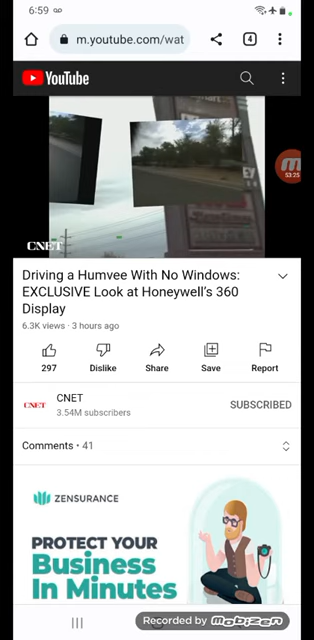 6:59
m.youtube.com/wat
4
YouTube
53:25
CNET
Driving a Humvee With No Windows:
EXCLUSIVE Look at Honeywell's 360
Display
6.3K views · 3 hours ago
297 Dislike Share Save Report
CNET
CNET
3.54M subscribers
SUBSCRIBED
Comments • 41
ZENSURANCE
PROTECT YOUR
Business
In Minutes
Recorded by mobizen